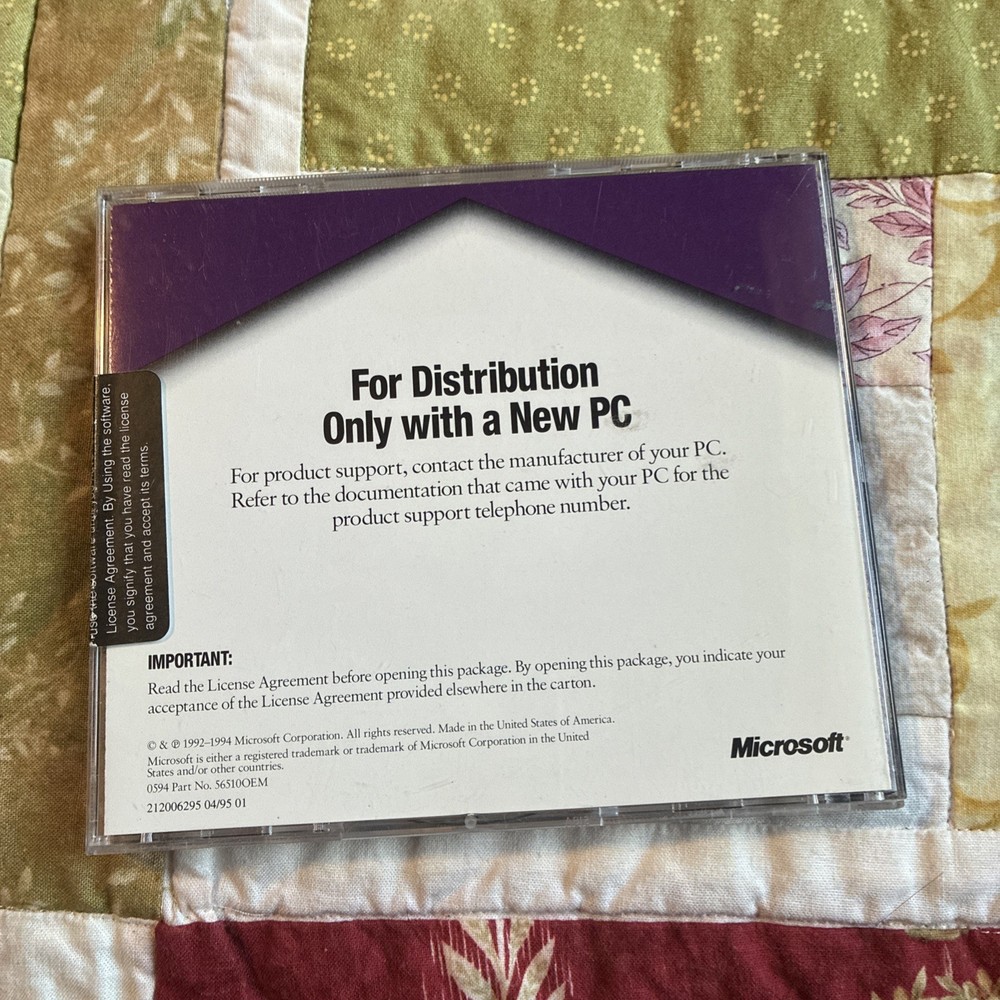 For Distribution
Only with a New PC
For product support, contact the manufacturer of your PC.
Refer to the documentation that came with your PC for the
product support telephone number.
use the software
License Agreement. By Using the software,
you signify that you have read the license
agreement and accept its terms.
IMPORTANT:
Read the License Agreement before opening this package. By opening this package, you indicate your
acceptance of the License Agreement provided elsewhere in the carton.
© & ℗ 1992–1994 Microsoft Corporation. All rights reserved. Made in the United States of America.
Microsoft is either a registered trademark or trademark of Microsoft Corporation in the United
States and/or other countries.
0594 Part No. 56510OEM
212006295 04/95 01
Microsoft®